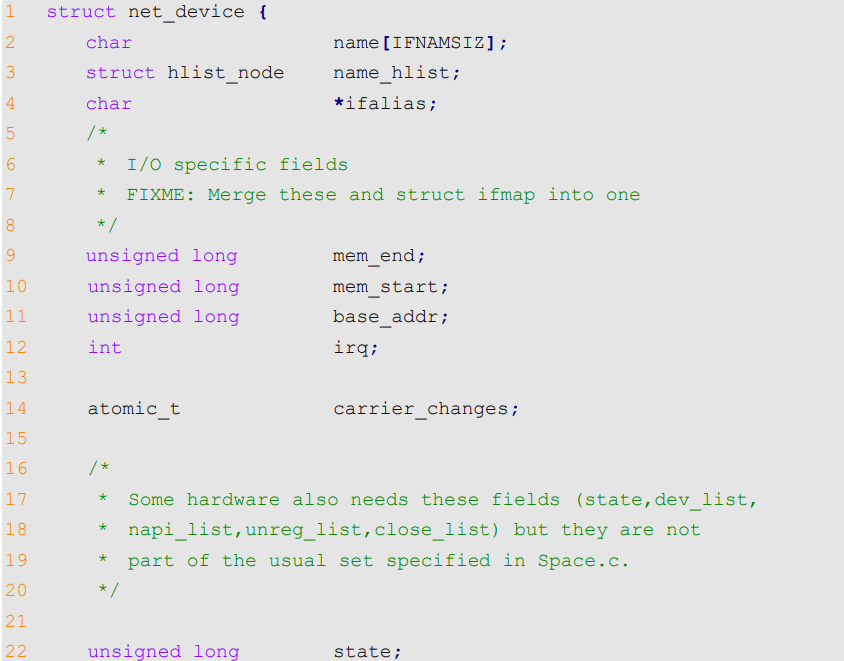 1 struct net_device {
2 char name[IFNAMSIZ];
3 struct hlist_node name_hlist;
4 char *ifalias;
5 /*
6 * I/O specific fields
7 * FIXME: Merge these and struct ifmap into one
8 */
9 unsigned long mem_end;
10 unsigned long mem_start;
11 unsigned long base_addr;
12 int irq;
13
14 atomic_t carrier_changes;
15
16 /*
17 * Some hardware also needs these fields (state,dev_list,
18 * napi_list,unreg_list,close_list) but they are not
19 * part of the usual set specified in Space.c.
20 */
21
22 unsigned long state;